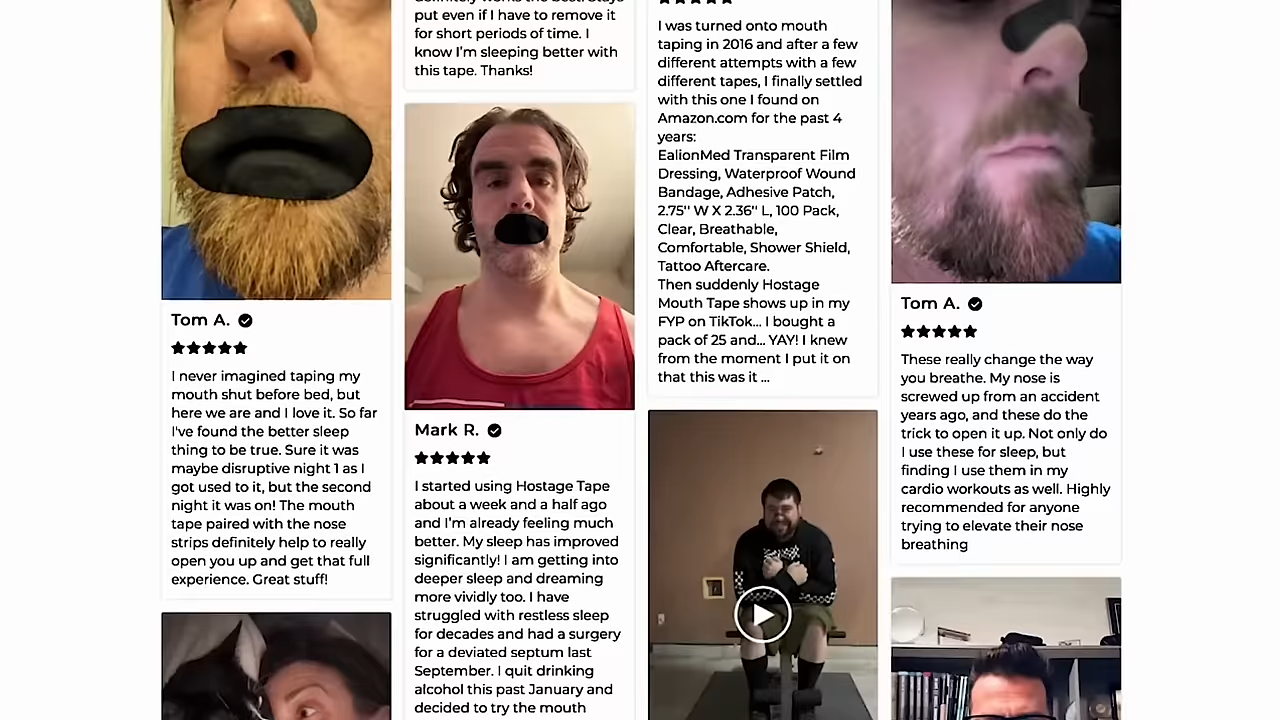 put even if I have to remove it
for short periods of time. I
know I'm sleeping better with
this tape. Thanks!
I was turned onto mouth
taping in 2016 and after a few
different attempts with a few
different tapes, I finally settled
with this one I found on
Amazon.com for the past 4
years:
EalionMed Transparent Film
Dressing, Waterproof Wound
Bandage, Adhesive Patch,
2.75'' W X 2.36'' L, 100 Pack,
Clear, Breathable,
Comfortable, Shower Shield,
Tattoo Aftercare.
Then suddenly Hostage
Mouth Tape shows up in my
FYP on TikTok... I bought a
pack of 25 and... YAY! I knew
from the moment I put it on
that this was it ...
Tom A.
I never imagined taping my
mouth shut before bed, but
here we are and I love it. So far
I've found the better sleep
thing to be true. Sure it was
maybe disruptive night 1 as I
got used to it, but the second
night it was on! The mouth
tape paired with the nose
strips definitely help to really
open you up and get that full
experience. Great stuff!
Mark R.
I started using Hostage Tape
about a week and a half ago
and I'm already feeling much
better. My sleep has improved
significantly! I am getting into
deeper sleep and dreaming
more vividly too. I have
struggled with restless sleep
for decades and had a surgery
for a deviated septum last
September. I quit drinking
alcohol this past January and
decided to try the mouth
Tom A.
These really change the way
you breathe. My nose is
screwed up from an accident
years ago, and these do the
trick to open it up. Not only do
I use these for sleep, but
finding I use them in my
cardio workouts as well. Highly
recommended for anyone
trying to elevate their nose
breathing